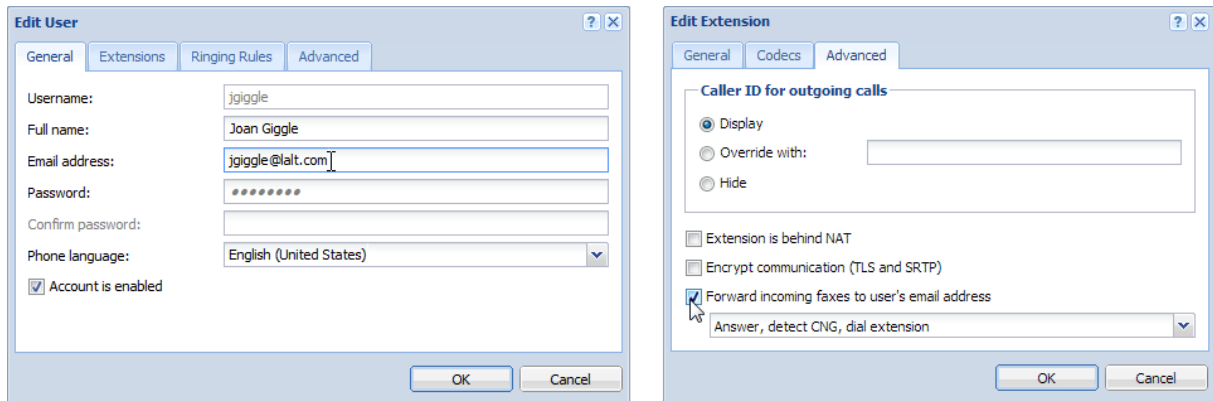 Edit User
General Extensions Ringing Rules Advanced
Username: jgiggle
Full name: Joan Giggle
Email address: jgiggle@lalt.com
Password: ••••••••
Confirm password:
Phone language: English (United States)
Account is enabled
OK Cancel
Edit Extension
General Codecs Advanced
Caller ID for outgoing calls
Display
Override with:
Hide
Extension is behind NAT
Encrypt communication (TLS and SRTP)
Forward incoming faxes to user's email address
Answer, detect CNG, dial extension
OK Cancel